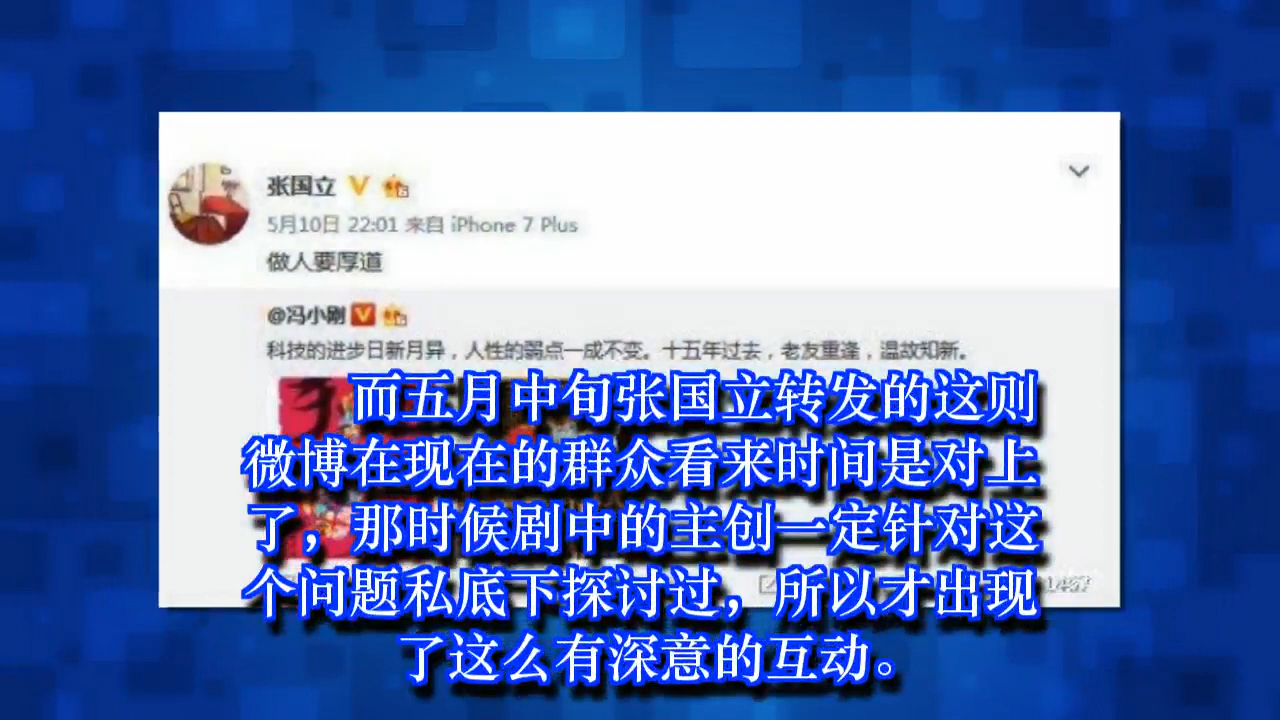 张国立
5月10日 22:01 来自 iPhone 7 Plus
做人要厚道
@冯小刚
科技的进步日新月异，人性的弱点一成不变。十五年过去，老友重逢，温故知新。
而五月中旬张国立转发的这则
微博在现在的群众看来时间是对上
了，那时候剧中的主创一定针对这
个问题私底下探讨过，所以才出现
了这么有深意的互动。